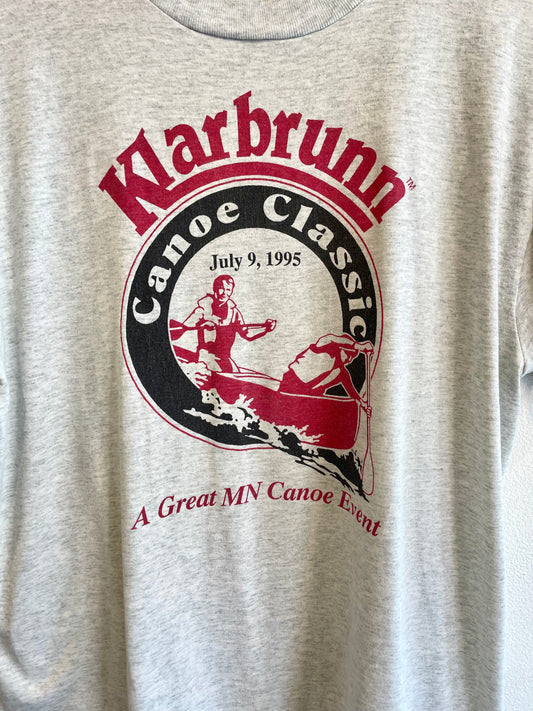 Klarbrunn™
Canoe Classic
July 9, 1995
A Great MN Canoe Event